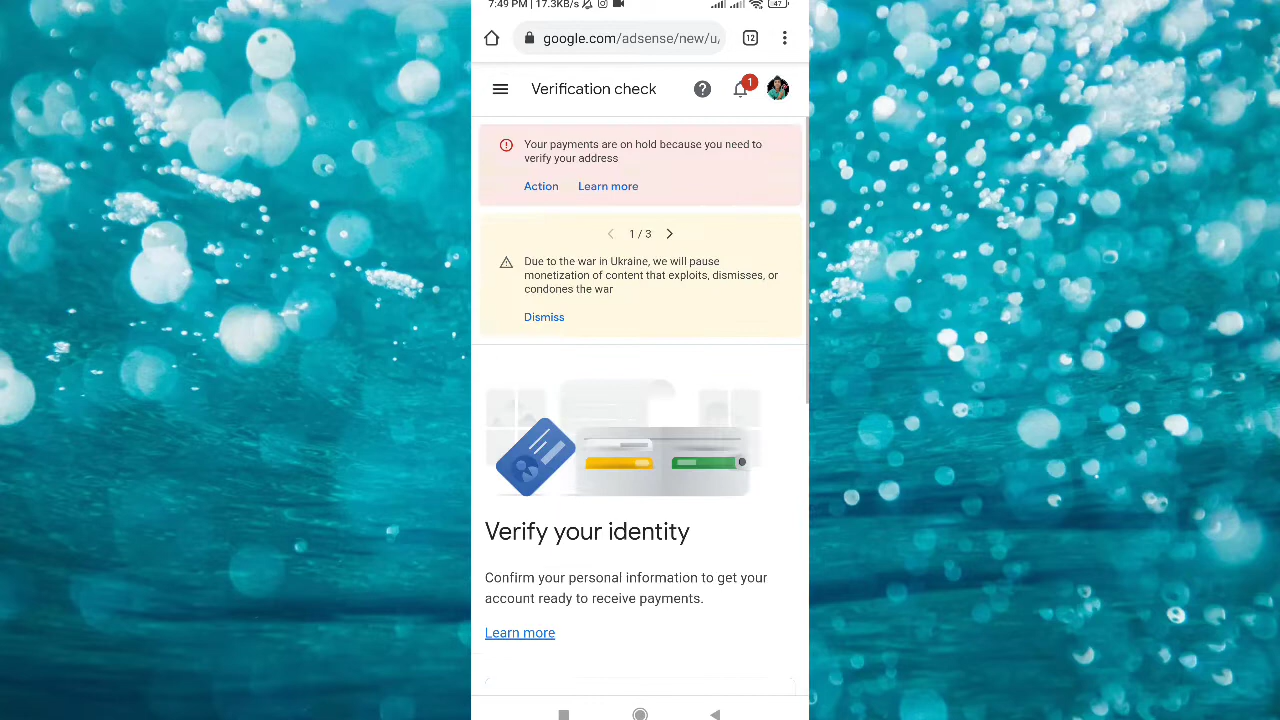 7:49 PM | 17.3KB/s
47
google.com/adsense/new/u/
12
Verification check
1
Your payments are on hold because you need to
verify your address
Action Learn more
1 / 3
Due to the war in Ukraine, we will pause
monetization of content that exploits, dismisses, or
condones the war
Dismiss
Verify your identity
Confirm your personal information to get your
account ready to receive payments.
Learn more